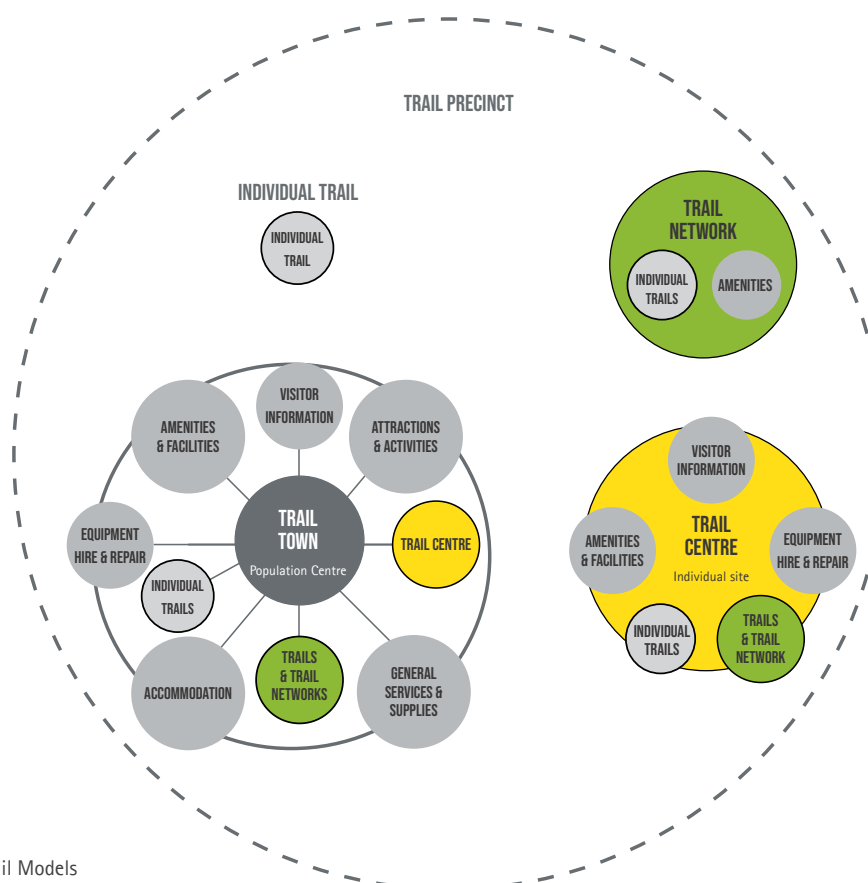 TRAIL PRECINCT
INDIVIDUAL TRAIL
INDIVIDUAL
TRAIL
TRAIL
NETWORK
INDIVIDUAL
TRAILS
AMENITIES
VISITOR
INFORMATION
AMENITIES
& FACILITIES
ATTRACTIONS
& ACTIVITIES
EQUIPMENT
HIRE & REPAIR
TRAIL
TOWN
Population Centre
TRAIL CENTRE
INDIVIDUAL
TRAILS
ACCOMMODATION
TRAILS
& TRAIL
NETWORKS
GENERAL
SERVICES &
SUPPLIES
VISITOR
INFORMATION
AMENITIES
& FACILITIES
TRAIL
CENTRE
Individual site
EQUIPMENT
HIRE & REPAIR
INDIVIDUAL
TRAILS
TRAILS
& TRAIL
NETWORK
il Models